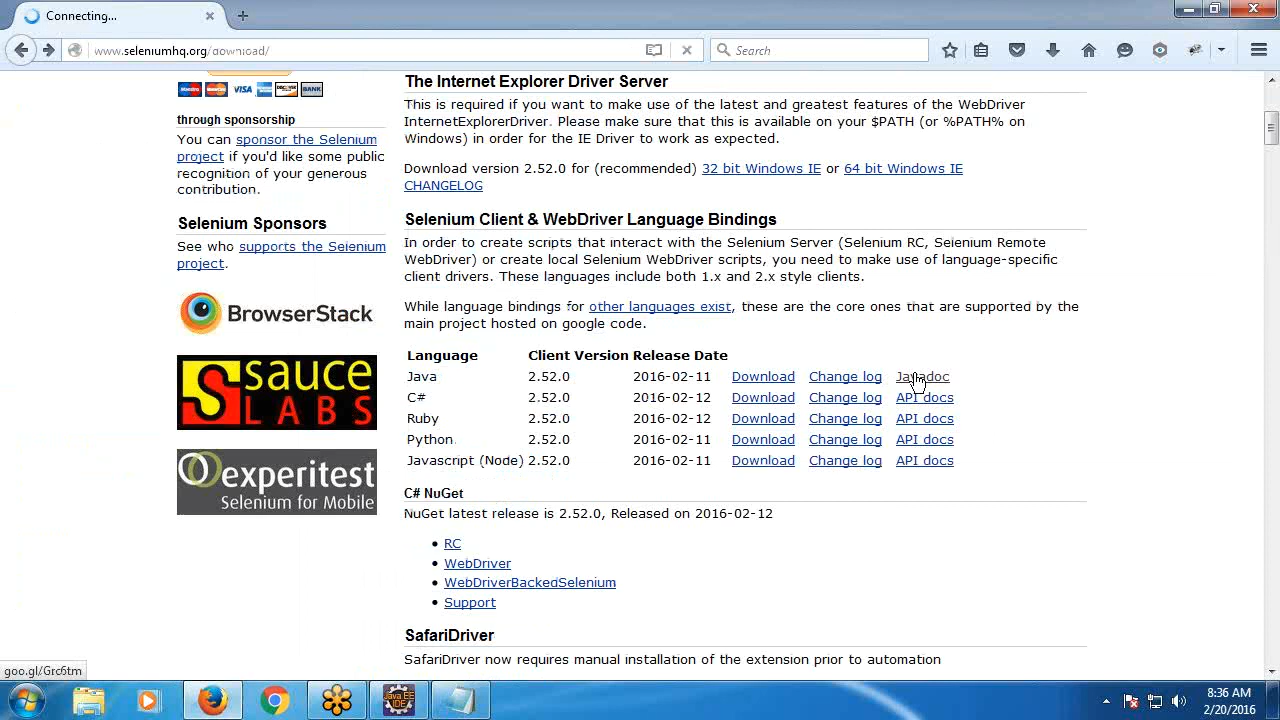 Connecting...
www.seleniumhq.org/download/
Search
VISA DISCOVER BANK
through sponsorship
You can sponsor the Selenium
project if you'd like some public
recognition of your generous
contribution.
Selenium Sponsors
See who supports the Selenium
project.
BrowserStack
sauce
LABS
experitest
Selenium for Mobile
The Internet Explorer Driver Server
This is required if you want to make use of the latest and greatest features of the WebDriver
InternetExplorerDriver. Please make sure that this is available on your $PATH (or %PATH% on
Windows) in order for the IE Driver to work as expected.
Download version 2.52.0 for (recommended) 32 bit Windows IE or 64 bit Windows IE
CHANGELOG
Selenium Client & WebDriver Language Bindings
In order to create scripts that interact with the Selenium Server (Selenium RC, Selenium Remote
WebDriver) or create local Selenium WebDriver scripts, you need to make use of language-specific
client drivers. These languages include both 1.x and 2.x style clients.
While language bindings for other languages exist, these are the core ones that are supported by the
main project hosted on google code.
Language Client Version Release Date
Java 2.52.0 2016-02-11 Download Change log Javadoc
C# 2.52.0 2016-02-12 Download Change log API docs
Ruby 2.52.0 2016-02-12 Download Change log API docs
Python 2.52.0 2016-02-11 Download Change log API docs
Javascript (Node) 2.52.0 2016-02-11 Download Change log API docs
C# NuGet
NuGet latest release is 2.52.0, Released on 2016-02-12
RC
WebDriver
WebDriverBackedSelenium
Support
SafariDriver
SafariDriver now requires manual installation of the extension prior to automation
goo.gl/Grc6tm
Java EE
IDE
8:36 AM
2/20/2016